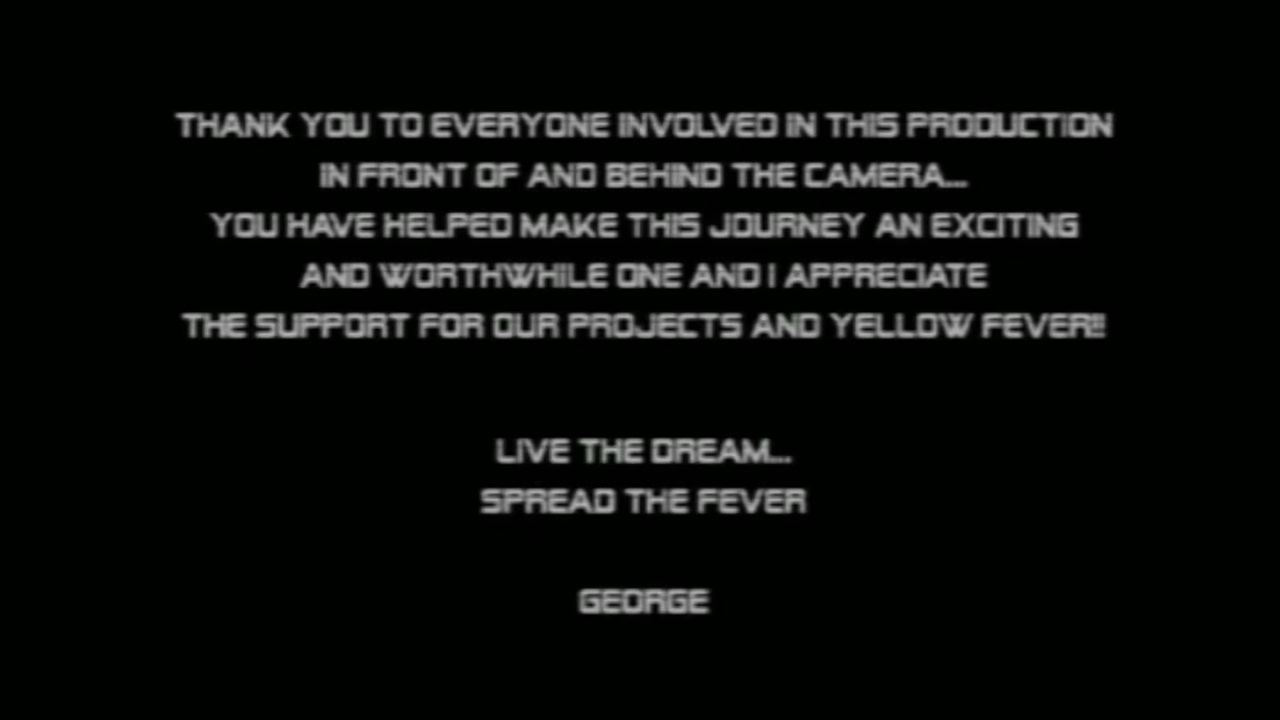 THANK YOU TO EVERYONE INVOLVED IN THIS PRODUCTION
IN FRONT OF AND BEHIND THE CAMERA...
YOU HAVE HELPED MAKE THIS JOURNEY AN EXCITING
AND WORTHWHILE ONE AND I APPRECIATE
THE SUPPORT FOR OUR PROJECTS AND YELLOW FEVER!!
LIVE THE DREAM...
SPREAD THE FEVER
GEORGE